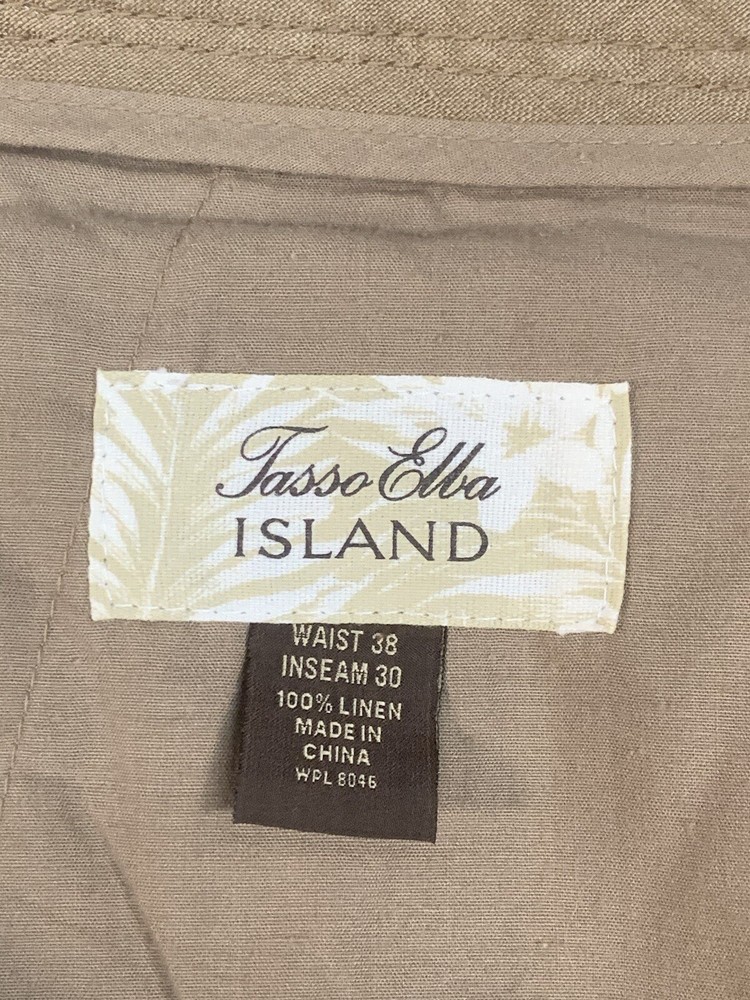 Tasso Elba
ISLAND
WAIST 38
INSEAM 30
100% LINEN
MADE IN
CHINA
WPL 8046